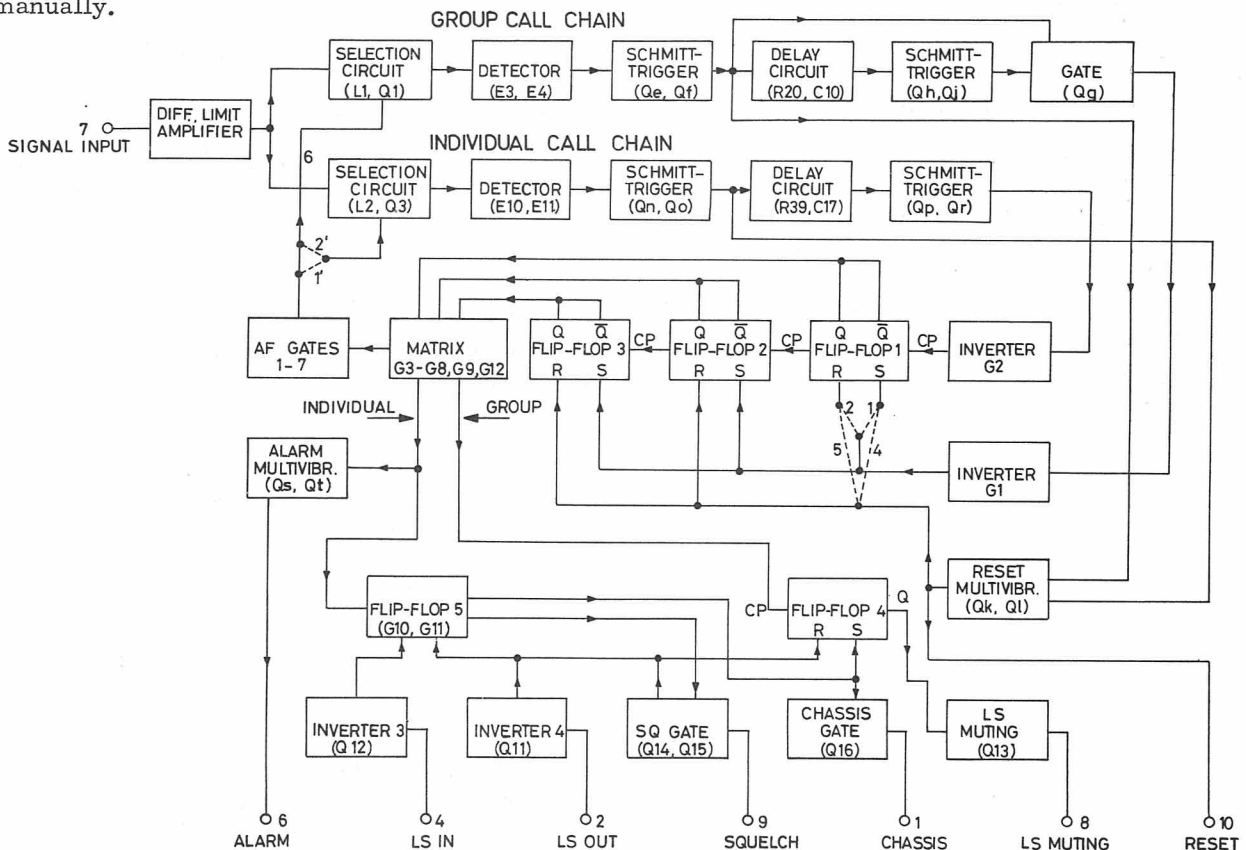 manually.
GROUP CALL CHAIN
SELECTION
CIRCUIT
(L1, Q1)
DETECTOR
(E3, E4)
SCHMITT-
TRIGGER
(Qe, Qf)
DELAY
CIRCUIT
(R20, C10)
SCHMITT-
TRIGGER
(Qh,Qj)
GATE
(Qg)
7
SIGNAL INPUT
DIFF, LIMIT
AMPLIFIER
6
INDIVIDUAL CALL CHAIN
SELECTION
CIRCUIT
(L2, Q3)
DETECTOR
(E10, E11)
SCHMITT-
TRIGGER
(Qn, Qo)
DELAY
CIRCUIT
(R39, C17)
SCHMITT-
TRIGGER
(Qp, Qr)
2'
1'
AF GATES
1-7
MATRIX
G3-G8, G9, G12
Q Q̅
FLIP-FLOP 3
R S
CP
Q Q̅
FLIP-FLOP 2
R S
CP
Q Q̅
FLIP-FLOP 1
R S
CP
INVERTER
G2
INDIVIDUAL
GROUP
2 1
5 4
ALARM
MULTIVIBR.
(Qs, Qt)
INVERTER
G1
FLIP-FLOP 5
(G10, G11)
CP
FLIP-FLOP 4
R S
Q
RESET
MULTIVIBR.
(Qk, Ql)
INVERTER 3
(Q12)
INVERTER 4
(Q11)
SQ GATE
(Q14, Q15)
CHASSIS
GATE
(Q16)
LS
MUTING
(Q13)
6
ALARM
4
LS IN
2
LS OUT
9
SQUELCH
1
CHASSIS
8
LS MUTING
10
RESET